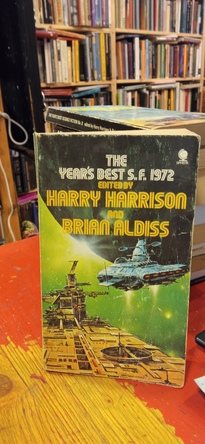 THE
YEAR'S BEST S.F. 1972
EDITED BY
HARRY HARRISON
AND
BRIAN ALDISS